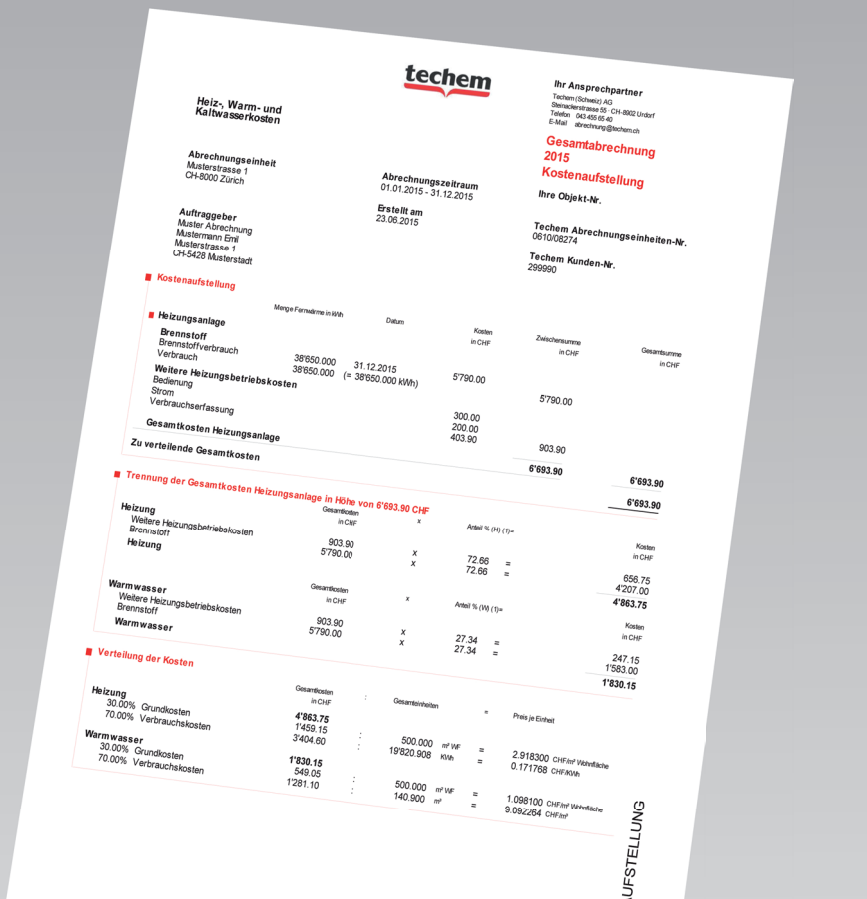 techem
Heiz-, Warm- und
Kaltwasserkosten
Ihr Ansprechpartner
Techem (Schweiz) AG
Steinackerstrasse 55 · CH-8902 Urdorf
Telefon 043 455 65 40
E-Mail abrechnung@techem.ch
Gesamtabrechnung
2015
Kostenaufstellung
Abrechnungseinheit
Musterstrasse 1
CH-8000 Zürich
Abrechnungszeitraum
01.01.2015 - 31.12.2015
Ihre Objekt-Nr.
Auftraggeber
Muster Abrechnung
Mustermann Emil
Musterstrasse 1
CH-5428 Musterstadt
Erstellt am
23.06.2015
Techem Abrechnungseinheiten-Nr.
0610/08274
Techem Kunden-Nr.
299990
Kostenaufstellung
Menge Fernwärme in kWh Datum Kosten in CHF Zwischensumme in CHF Gesamtsumme in CHF
Heizungsanlage
Brennstoff
Brennstoffverbrauch 38'650.000 31.12.2015 5'790.00
Verbrauch 38'650.000 (= 38'650.000 kWh) 5'790.00
Weitere Heizungsbetriebskosten
Bedienung 300.00
Strom 200.00
Verbrauchserfassung 403.90 903.90
Gesamtkosten Heizungsanlage 6'693.90 6'693.90
Zu verteilende Gesamtkosten 6'693.90
Trennung der Gesamtkosten Heizungsanlage in Höhe von 6'693.90 CHF
Heizung Gesamtkosten in CHF x Anteil % (H) (1)= Kosten in CHF
Weitere Heizungsbetriebskosten 903.90 x 72.66 = 656.75
Brennstoff 5'790.00 x 72.66 = 4'207.00
Heizung 4'863.75
Warmwasser Gesamtkosten in CHF x Anteil % (W) (1)= Kosten in CHF
Weitere Heizungsbetriebskosten 903.90 x 27.34 = 247.15
Brennstoff 5'790.00 x 27.34 = 1'583.00
Warmwasser 1'830.15
Verteilung der Kosten
Gesamtkosten in CHF : Gesamteinheiten = Preis je Einheit
Heizung 4'863.75
30.00% Grundkosten 1'459.15 : 500.000 m² WF = 2.918300 CHF/m² Wohnfläche
70.00% Verbrauchskosten 3'404.60 : 19'820.908 KWh = 0.171768 CHF/KWh
Warmwasser 1'830.15
30.00% Grundkosten 549.05 : 500.000 m² WF = 1.098100 CHF/m² Wohnfläche
70.00% Verbrauchskosten 1'281.10 : 140.900 m³ = 9.092264 CHF/m³
UFSTELLUNG